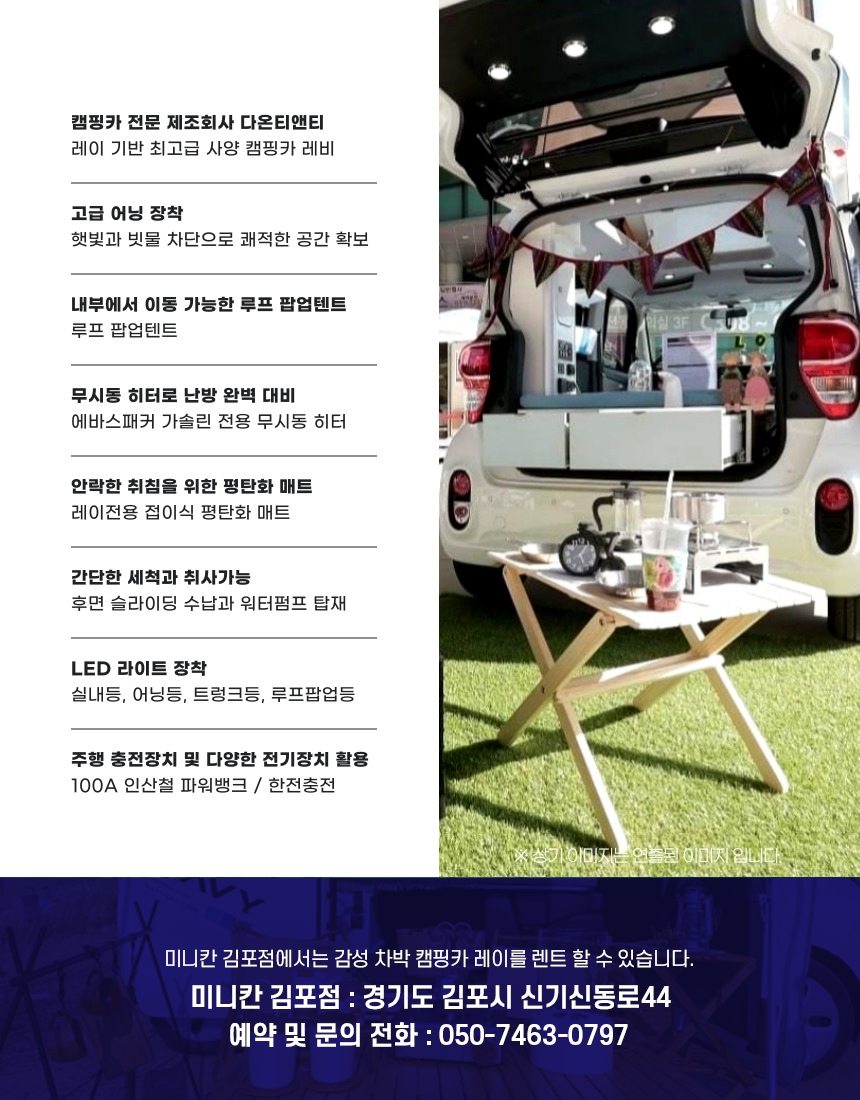 캠핑카 전문 제조회사 다온티앤티
레이 기반 최고급 사양 캠핑카 레비
고급 어닝 장착
햇빛과 빗물 차단으로 쾌적한 공간 확보
내부에서 이동 가능한 루프 팝업텐트
루프 팝업텐트
무시동 히터로 난방 완벽 대비
에바스패커 가솔린 전용 무시동 히터
안락한 취침을 위한 평탄화 매트
레이전용 접이식 평탄화 매트
간단한 세척과 취사가능
후면 슬라이딩 수납과 워터펌프 탑재
LED 라이트 장착
실내등, 어닝등, 트렁크등, 루프팝업등
주행 충전장치 및 다양한 전기장치 활용
100A 인산철 파워뱅크 / 한전충전
의실 3F
L O
※ 상기 이미지는 연출된 이미지 입니다.
미니칸 김포점에서는 감성 차박 캠핑카 레이를 렌트 할 수 있습니다.
미니칸 김포점 : 경기도 김포시 신기신동로44
예약 및 문의 전화 : 050-7463-0797